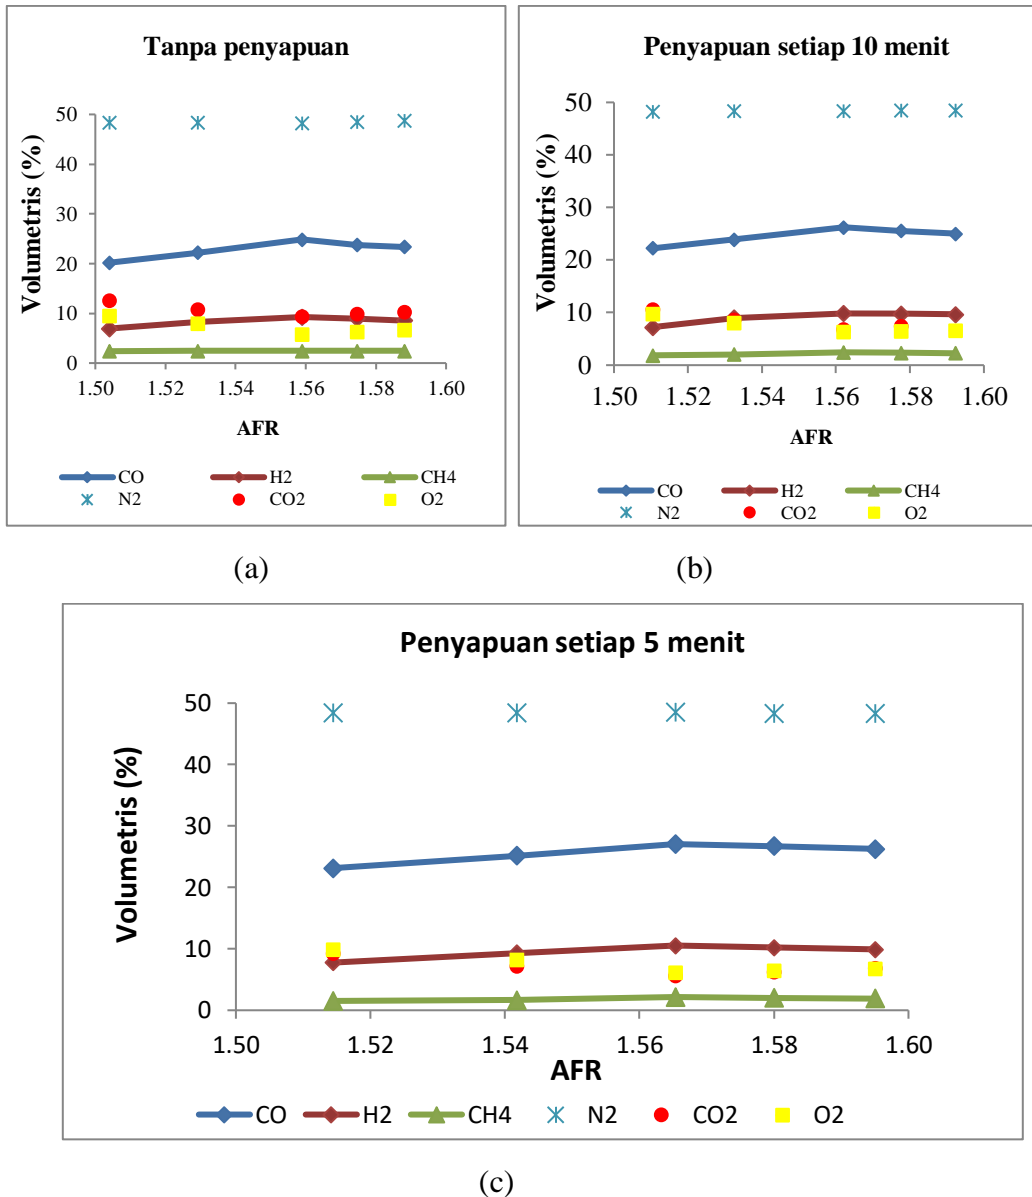 Tanpa penyapuan
Volumetris (%)
50
40
30
20
10
0
1.50 1.52 1.54 1.56 1.58 1.60
AFR
CO H2 CH4
N2 CO2 O2
(a)
Penyapuan setiap 10 menit
Volumetris (%)
50
40
30
20
10
0
1.50 1.52 1.54 1.56 1.58 1.60
AFR
CO H2 CH4
N2 CO2 O2
(b)
Penyapuan setiap 5 menit
Volumetris (%)
50
40
30
20
10
0
1.50 1.52 1.54 1.56 1.58 1.60
AFR
CO H2 CH4 N2 CO2 O2
(c)